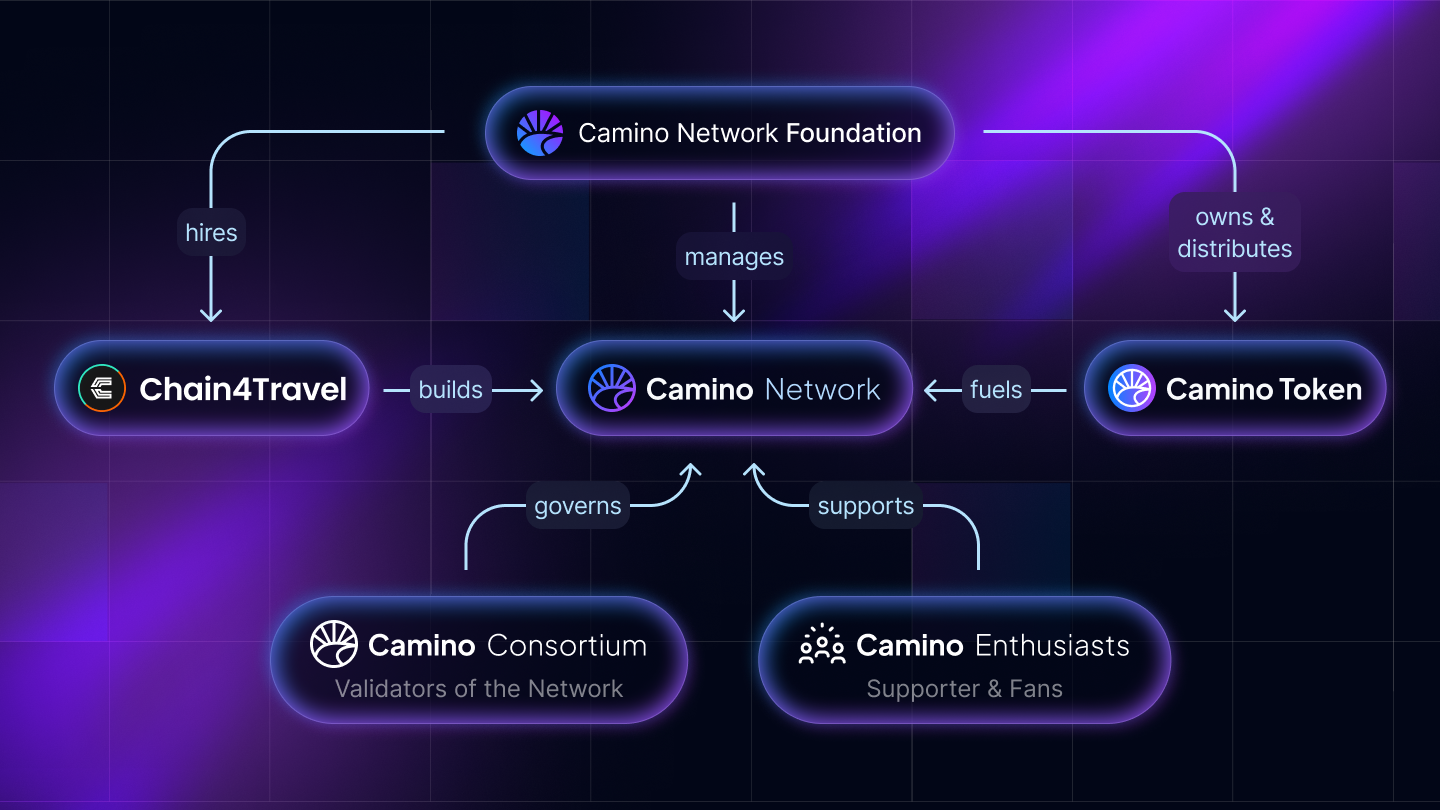 Camino Network Foundation
hires
manages
owns &
distributes
Chain4Travel
builds
Camino Network
fuels
Camino Token
governs
supports
Camino Consortium
Validators of the Network
Camino Enthusiasts
Supporter & Fans